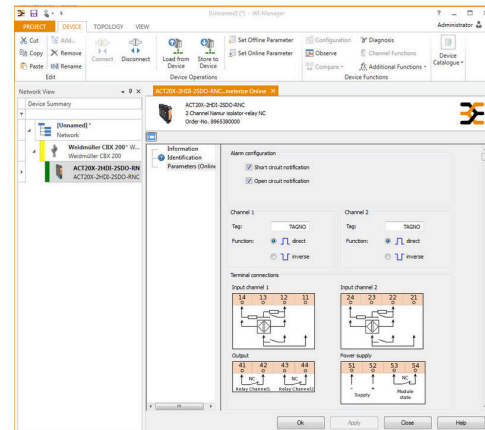 [Unnamed] (*) - WI-Manager
PROJECT DEVICE TOPOLOGY VIEW Administrator
Cut Add...
Copy Remove
Paste Rename
Edit
Connect Disconnect
Load from Device
Store to Device
Set Offline Parameter
Set Online Parameter
Device Operations
Configuration Diagnosis
Observe Channel Functions
Compare Additional Functions
Device Functions
Device Catalogue
Network View
Device Summary
[Unnamed] *
Network
Weidmüller CBX 200* W...
Weidmüller CBX 200
ACT20X-2HDI-2SDO-RN
ACT20X-2HDI-2SDO-RNC
ACT20X-2HDI-2SDO-RNC...meterize Online
ACT20X-2HDI-2SDO-RNC
2 Channel Namur isolator-relay NC
Order-No. 8965380000
Information
Identification
Parameters (Online
Alarm configuration
Short circuit notification
Open circuit notification
Channel 1 Channel 2
Tag: TAGNO Tag: TAGNO
Function: direct Function: direct
inverse inverse
Terminal connections
Input channel 1 Input channel 2
14 13 12 11 24 23 22 21
Output Power supply
41 42 43 44 51 52 53 54
NC NC NC
Relay Channel1 Relay Channel2
- +
Supply
Module state
Ok Apply Close Help